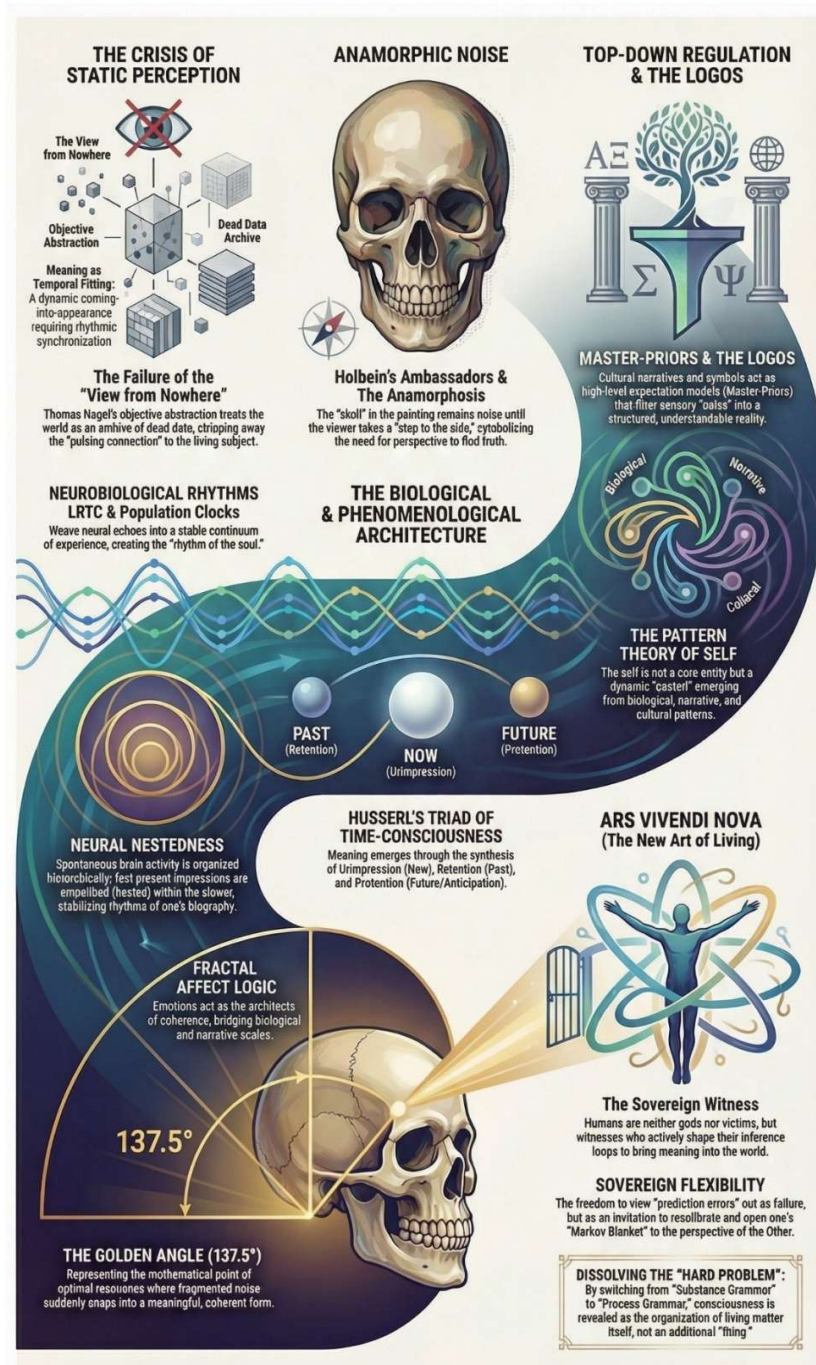 THE CRISIS OF
STATIC PERCEPTION
The View
from Nowhere
Objective
Abstraction
Dead Data
Archive
Meaning as
Temporal Fitting:
A dynamic coming-
into-appearance
requiring rhythmic
synchronization
The Failure of the
"View from Nowhere"
Thomas Nagel's objective abstraction treats the
world as an amhive of dead date, ctripping away
the "pulsing connection" to the living subject.
ANAMORPHIC NOISE
Holbein's Ambassadors &
The Anamorphosis
The "skoll" in the painting remains noise until
the viewer takes a "step to the side," cytobolizing
the need for perspective to flod truth.
TOP-DOWN REGULATION
& THE LOGOS
ΑΞ
Σ Ψ
MASTER-PRIORS & THE LOGOS
Cultural narratives and symbols act as
high-level expectation models (Master-Priors)
that filter sensory "oaiss" into a
structured, understandable reality.
NEUROBIOLOGICAL RHYTHMS
LRTC & Population Clocks
Weave neural echoes into a stable continuum
of experience, creating the "rhythm of the soul."
THE BIOLOGICAL
& PHENOMENOLOGICAL
ARCHITECTURE
Biological
Noirative
Coliacal
THE PATTERN
THEORY OF SELF
The self is not a core entity but a
dynamic "casterl" emerging
from biological, narrative, and
cultural patterns.
PAST
(Retention)
NOW
(Urimpression)
FUTURE
(Pretention)
NEURAL NESTEDNESS
Spontaneous brain activity is organized
hiororbically; fest present impressions are
empelibed (hested) within the slower,
stabilizing rhythm of one's biography.
HUSSERL'S TRIAD OF
TIME-CONSCIOUSNESS
Meaning emerges through the synthesis
of Urimpression (New), Retention (Past),
and Protention (Future/Anticipation).
ARS VIVENDI NOVA
(The New Art of Living)
FRACTAL
AFFECT LOGIC
Emotions act as the architects
of coherence, bridging biological
and narrative scales.
137.5°
THE GOLDEN ANGLE (137.5°)
Representing the mothematical point of
optimal resouones where fragmented noise
suddenly snaps into a meaningful, coherent form.
The Sovereign Witness
Humans are neither gods nor victims, but
witnesses who actively shape their inference
loops to bring meaning into the world.
SOVEREIGN FLEXIBILITY
The freedom to view "prediction errors" out as failure,
but as an invitation to resollbrate and open one's
"Markov Blanket" to the perspective of the Other.
DISSOLVING THE "HARD PROBLEM":
By switching from "Substance Grammor"
to "Process Grammar," consciousness is
revealed as the organization of living matter
itself, not an additional "fhing"